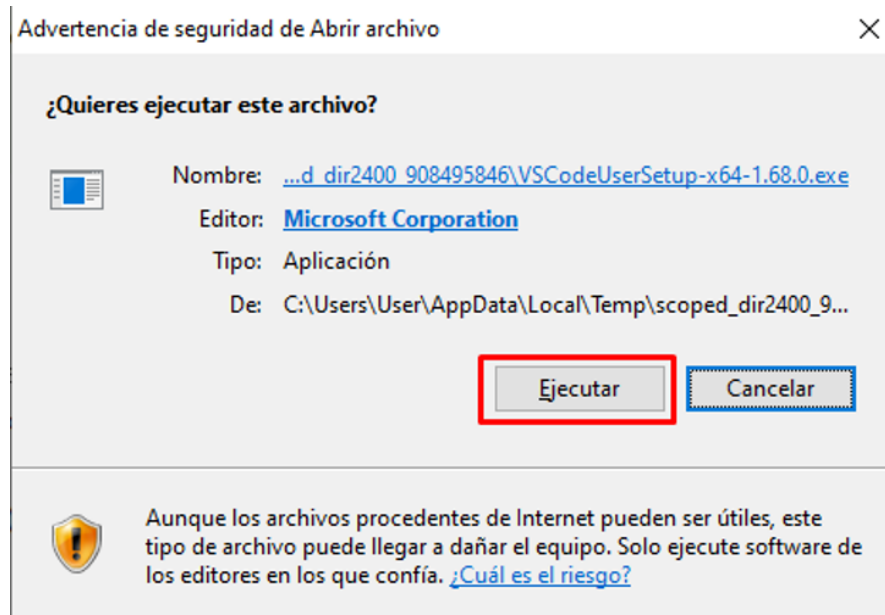 Advertencia de seguridad de Abrir archivo
¿Quieres ejecutar este archivo?
Nombre: ...d_dir2400_908495846\VSCodeUserSetup-x64-1.68.0.exe
Editor: Microsoft Corporation
Tipo: Aplicación
De: C:\Users\User\AppData\Local\Temp\scoped_dir2400_9...
Ejecutar Cancelar
Aunque los archivos procedentes de Internet pueden ser útiles, este
tipo de archivo puede llegar a dañar el equipo. Solo ejecute software de
los editores en los que confía. ¿Cuál es el riesgo?